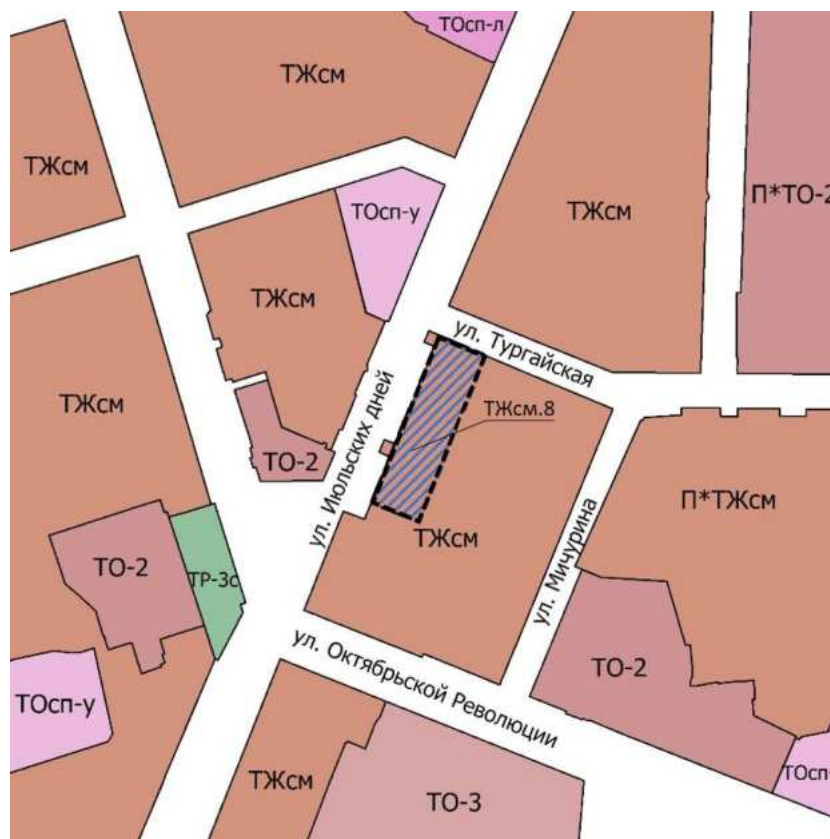 ТОсп-л
ТЖсм
ТЖсм
П*ТО-2
ТОсп-у
ТЖсм
ТЖсм
ул. Тургайская
ТЖсм
ТЖсм.8
ул. Июльских дней
ТО-2
П*ТЖсм
ТЖсм
ТО-2
ТР-3с
ул. Мичурина
ул. Октябрьской Революции
ТО-2
ТОсп-у
ТЖсм
ТО-3
ТОсп-